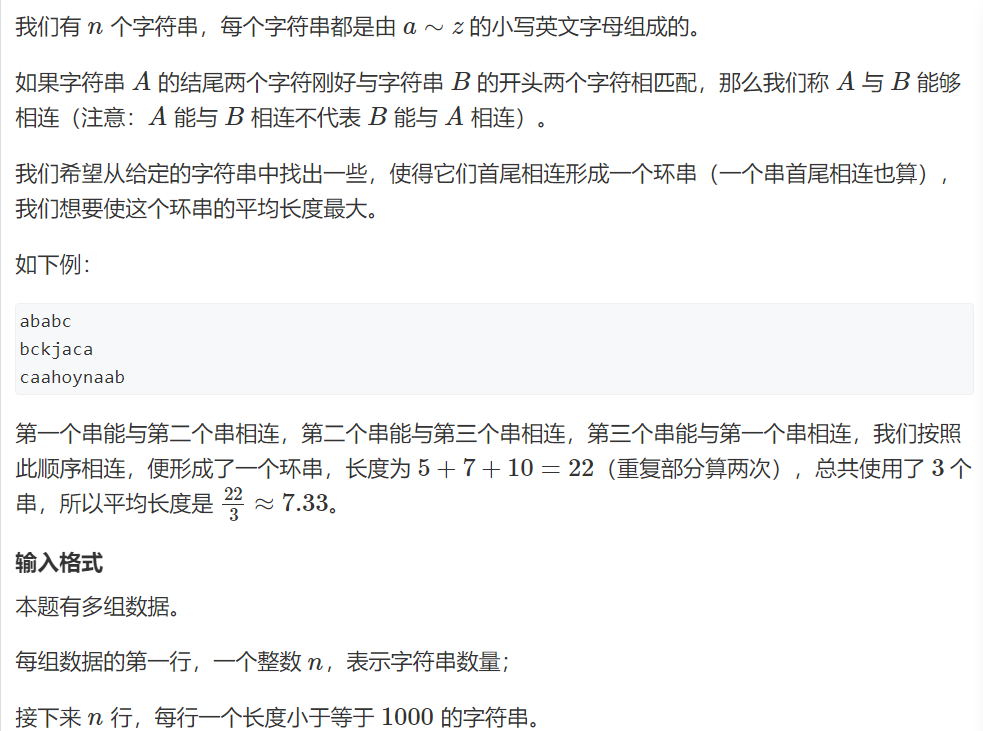 我们有 n 个字符串，每个字符串都是由 a ∼ z 的小写英文字母组成的。
如果字符串 A 的结尾两个字符刚好与字符串 B 的开头两个字符相匹配，那么我们称 A 与 B 能够
相连（注意：A 能与 B 相连不代表 B 能与 A 相连）。
我们希望从给定的字符串中找出一些，使得它们首尾相连形成一个环串（一个串首尾相连也算），
我们想要使这个环串的平均长度最大。
如下例：
ababc
bckjaca
caahoynaab
第一个串能与第二个串相连，第二个串能与第三个串相连，第三个串能与第一个串相连，我们按照
此顺序相连，便形成了一个环串，长度为 5 + 7 + 10 = 22（重复部分算两次），总共使用了 3 个
串，所以平均长度是 22/3 ≈ 7.33。
输入格式
本题有多组数据。
每组数据的第一行，一个整数 n，表示字符串数量；
接下来 n 行，每行一个长度小于等于 1000 的字符串。